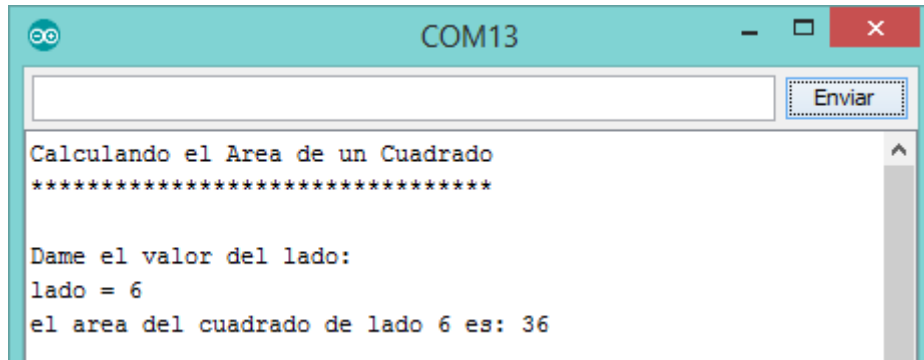 COM13
Enviar
Calculando el Area de un Cuadrado
*********************************
Dame el valor del lado:
lado = 6
el area del cuadrado de lado 6 es: 36